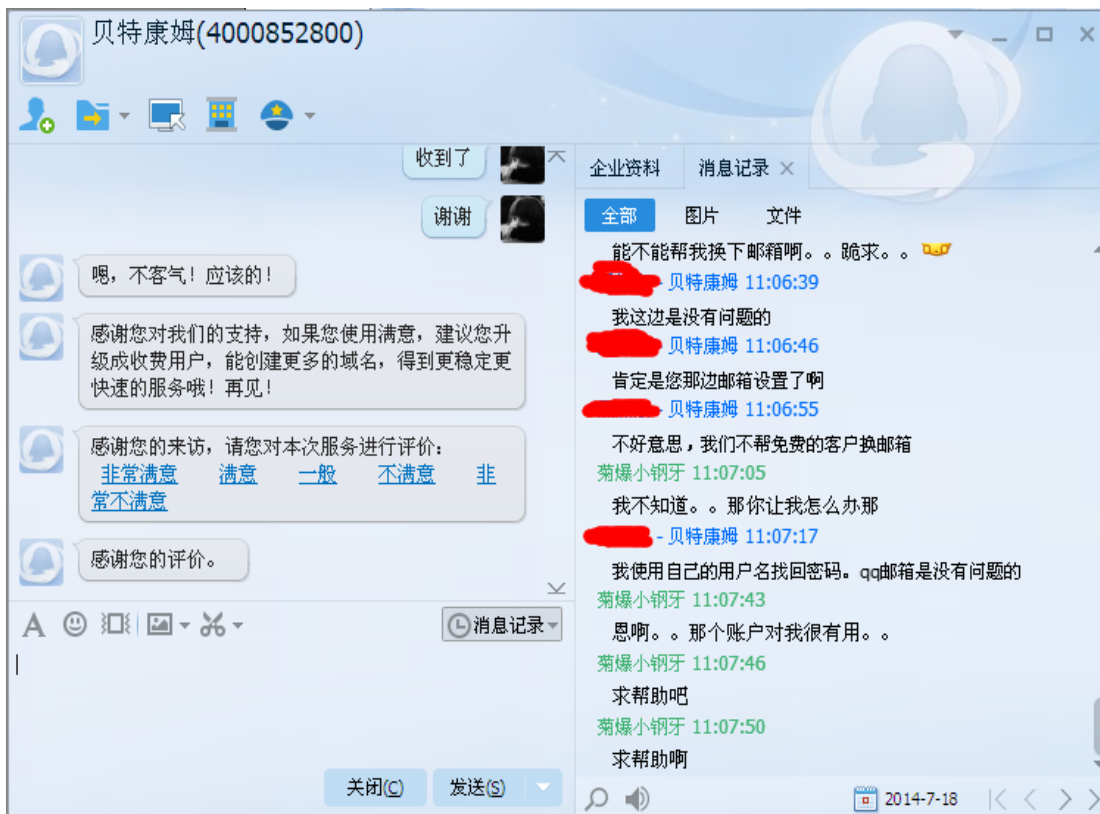 贝特康姆(4000852800)
收到了
谢谢
嗯，不客气！应该的！
感谢您对我们的支持，如果您使用满意，建议您升
级成收费用户，能创建更多的域名，得到更稳定更
快速的服务哦！再见！
感谢您的来访，请您对本次服务进行评价：
非常满意 满意 一般 不满意 非
常不满意
感谢您的评价。
消息记录
关闭(C) 发送(S)
企业资料 消息记录
全部 图片 文件
能不能帮我换下邮箱啊。。跪求。。
- 贝特康姆 11:06:39
我这边是没有问题的
贝特康姆 11:06:46
肯定是您那边邮箱设置了啊
- 贝特康姆 11:06:55
不好意思，我们不帮免费的客户换邮箱
菊爆小钢牙 11:07:05
我不知道。。那你让我怎么办那
- 贝特康姆 11:07:17
我使用自己的用户名找回密码。qq邮箱是没有问题的
菊爆小钢牙 11:07:43
恩啊。。那个账户对我很有用。。
菊爆小钢牙 11:07:46
求帮助吧
菊爆小钢牙 11:07:50
求帮助啊
2014-7-18